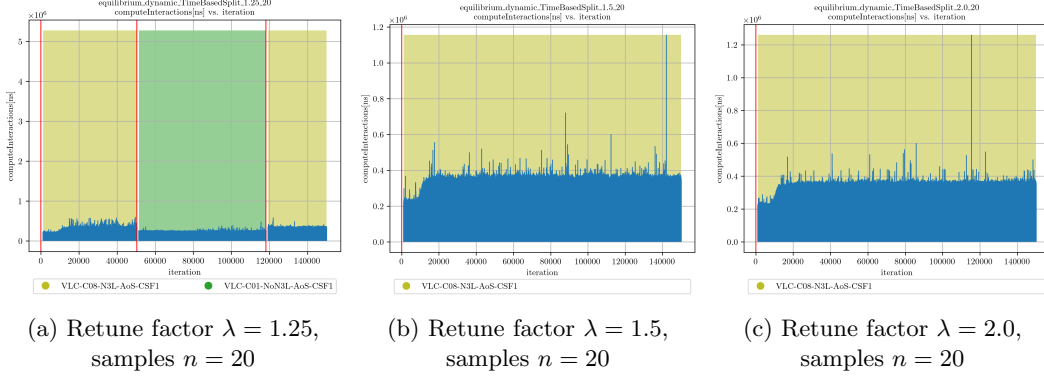 equilibrium_dynamic_TimeBasedSplit_1.25_20
computeInteractions[ns] vs. iteration
×10⁶
computeInteractions[ns]
5
4
3
2
1
0
0 20000 40000 60000 80000 100000 120000 140000
iteration
VLC-C08-N3L-AoS-CSF1 VLC-C01-NoN3L-AoS-CSF1
(a) Retune factor λ = 1.25,
samples n = 20
equilibrium_dynamic_TimeBasedSplit_1.5_20
computeInteractions[ns] vs. iteration
×10⁶
computeInteractions[ns]
1.2
1.0
0.8
0.6
0.4
0.2
0.0
0 20000 40000 60000 80000 100000 120000 140000
iteration
VLC-C08-N3L-AoS-CSF1
(b) Retune factor λ = 1.5,
samples n = 20
equilibrium_dynamic_TimeBasedSplit_2.0_20
computeInteractions[ns] vs. iteration
×10⁶
computeInteractions[ns]
1.2
1.0
0.8
0.6
0.4
0.2
0.0
0 20000 40000 60000 80000 100000 120000 140000
iteration
VLC-C08-N3L-AoS-CSF1
(c) Retune factor λ = 2.0,
samples n = 20